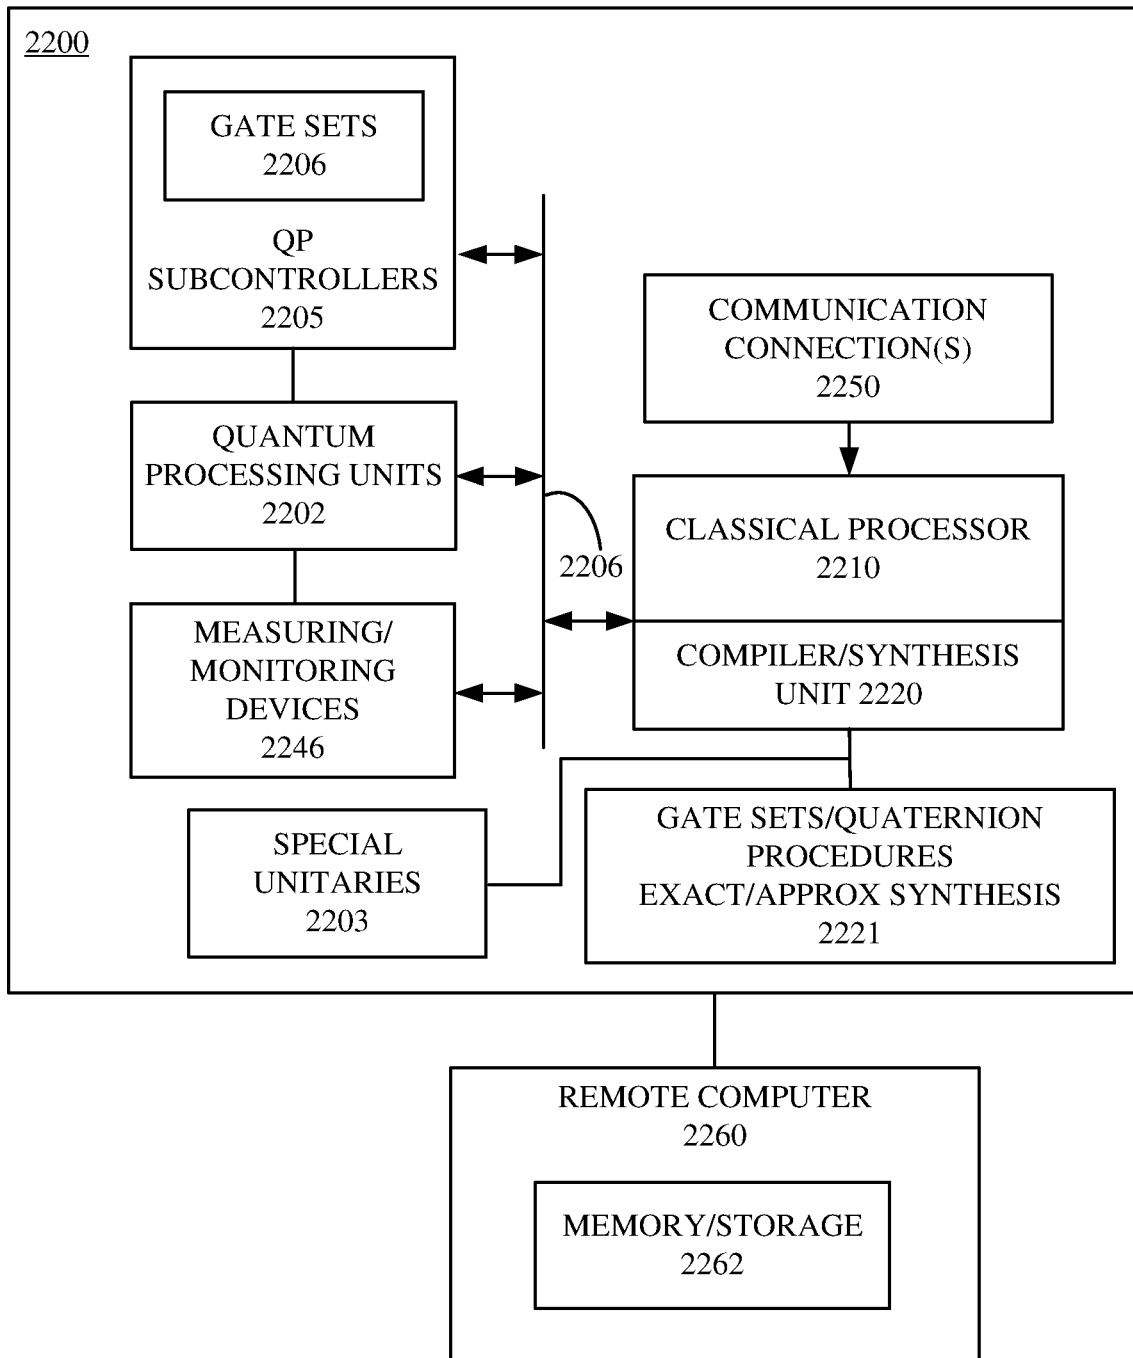 2200
GATE SETS
2206
QP
SUBCONTROLLERS
2205
QUANTUM
PROCESSING UNITS
2202
MEASURING/
MONITORING
DEVICES
2246
2206
COMMUNICATION
CONNECTION(S)
2250
CLASSICAL PROCESSOR
2210
COMPILER/SYNTHESIS
UNIT 2220
SPECIAL
UNITARIES
2203
GATE SETS/QUATERNION
PROCEDURES
EXACT/APPROX SYNTHESIS
2221
REMOTE COMPUTER
2260
MEMORY/STORAGE
2262